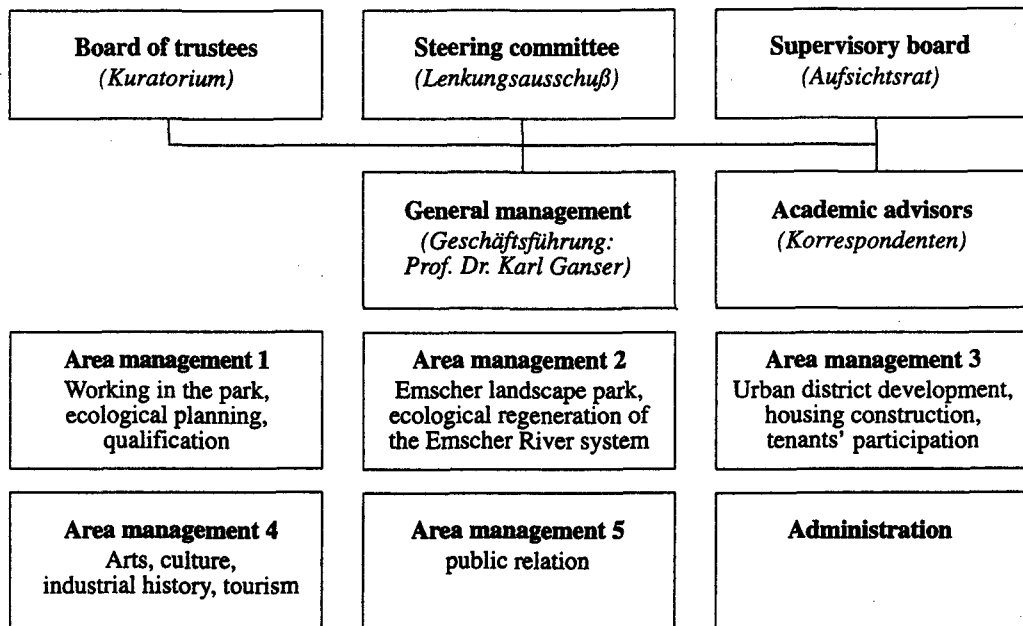 Board of trustees
(Kuratorium)
Steering committee
(Lenkungsausschuß)
Supervisory board
(Aufsichtsrat)
General management
(Geschäftsführung:
Prof. Dr. Karl Ganser)
Academic advisors
(Korrespondenten)
Area management 1
Working in the park,
ecological planning,
qualification
Area management 2
Emscher landscape park,
ecological regeneration of
the Emscher River system
Area management 3
Urban district development,
housing construction,
tenants' participation
Area management 4
Arts, culture,
industrial history, tourism
Area management 5
public relation
Administration